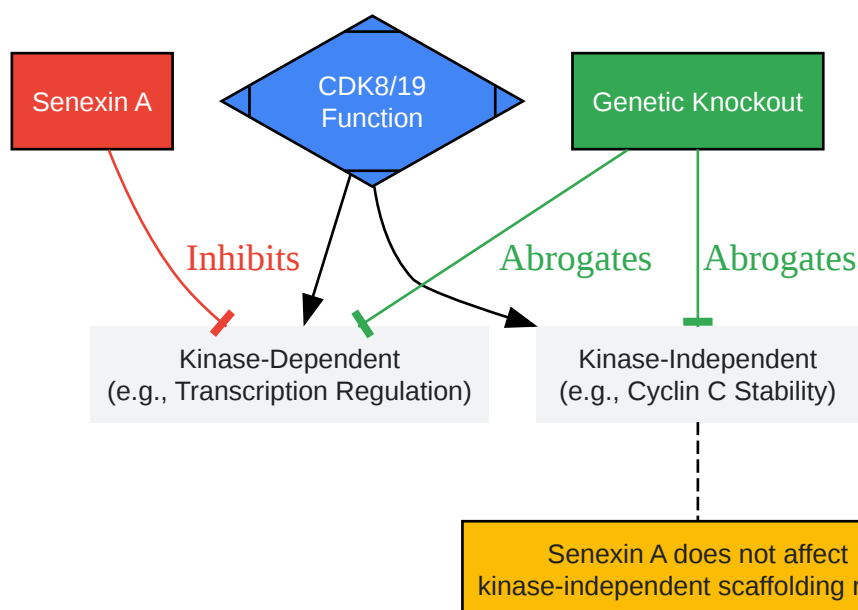 Senexin A
CDK8/19
Function
Genetic Knockout
Inhibits
Abrogates
Abrogates
Kinase-Dependent
(e.g., Transcription Regulation)
Kinase-Independent
(e.g., Cyclin C Stability)
Senexin A does not affect
kinase-independent scaffolding